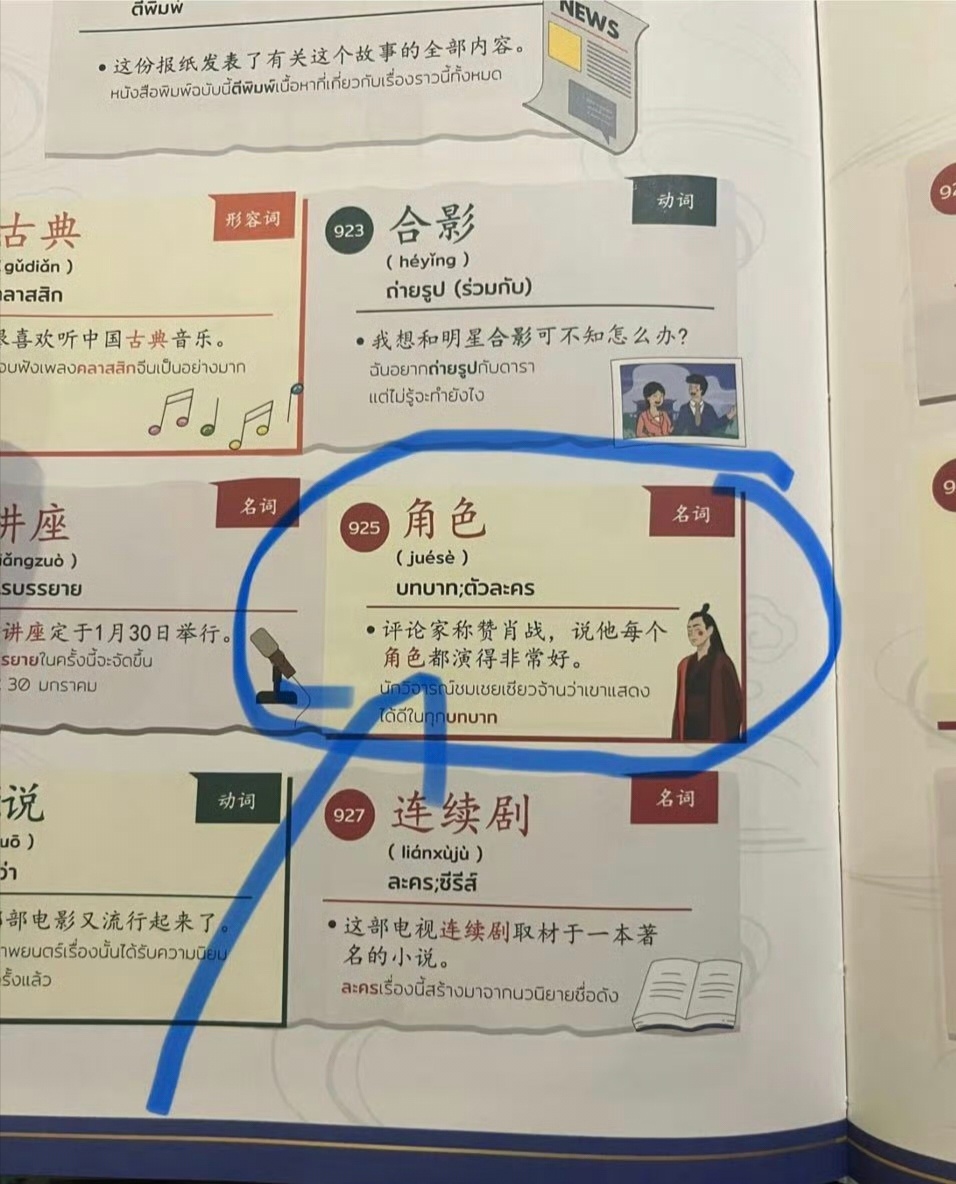 ตีพิมพ์
• 这份报纸发表了有关这个故事的全部内容。
หนังสือพิมพ์ฉบับนี้ตีพิมพ์เนื้อหาที่เกี่ยวกับเรื่องราวนี้ทั้งหมด
NEWS
古典
形容词
(gǔdiǎn )
คลาสสิก
喜欢听中国古典音乐。
อบฟังเพลงคลาสสิกจีนเป็นอย่างมาก
923
合影
动词
( héyǐng )
ถ่ายรูป (ร่วมกับ)
• 我想和明星合影可不知怎么办?
ฉันอยากถ่ายรูปกับดารา
แต่ไม่รู้จะทำยังไง
讲座
名词
iǎngzuò )
รบรรยาย
讲座定于1月30日举行。
รยายในครั้งนี้จะจัดขึ้น
30 มกราคม
925
角色
名词
( juésè )
บทบาท;ตัวละคร
• 评论家称赞肖战，说他每个
角色都演得非常好。
นักวิจารณ์ชมเชยเซียวจ้านว่าเขาแสดง
ได้ดีในทุกบทบาท
说
动词
uō )
ว่า
部电影又流行起来了。
าพยนตร์เรื่องนั้นได้รับความนิยม
รั้งแล้ว
927
连续剧
名词
( liánxùjù )
ละคร;ซีรีส์
• 这部电视连续剧取材于一本著
名的小说。
ละครเรื่องนี้สร้างมาจากนวนิยายชื่อดัง
92
9